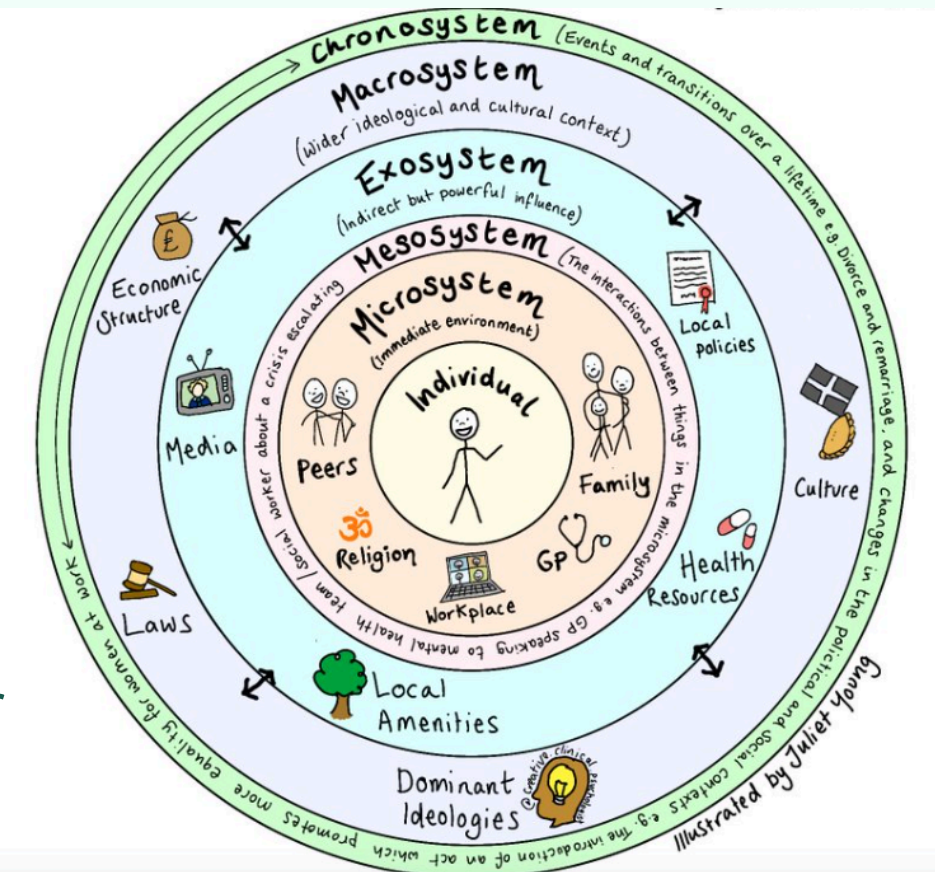 Chronosystem (Events and transitions over a lifetime e.g. Divorce and remarriage, and changes in the politictical and social contexts e.g. The introduction of an act which promotes more equality for women at work
Macrosystem
(Wider ideological and cultural context)
Exosystem
(Indirect but powerful influence)
Mesosystem (The interactions between things in the microsystem e.g. GP speaking to mental health team / social worker about a crisis escalating
Microsystem
(Immediate environment)
Individual
£
Economic
Structure
Local
policies
Media
Peers
Family
Culture
ॐ
Religion
GP
Workplace
Health
Resources
Laws
Local
Amenities
Dominant
Ideologies
@creative.clinical.psychologist
Illustrated by Juliet Young